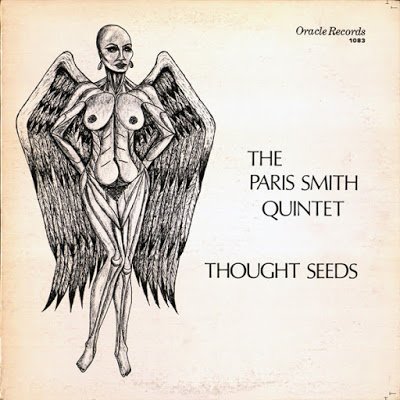 Oracle Records
1083
THE
PARIS SMITH
QUINTET
THOUGHT SEEDS